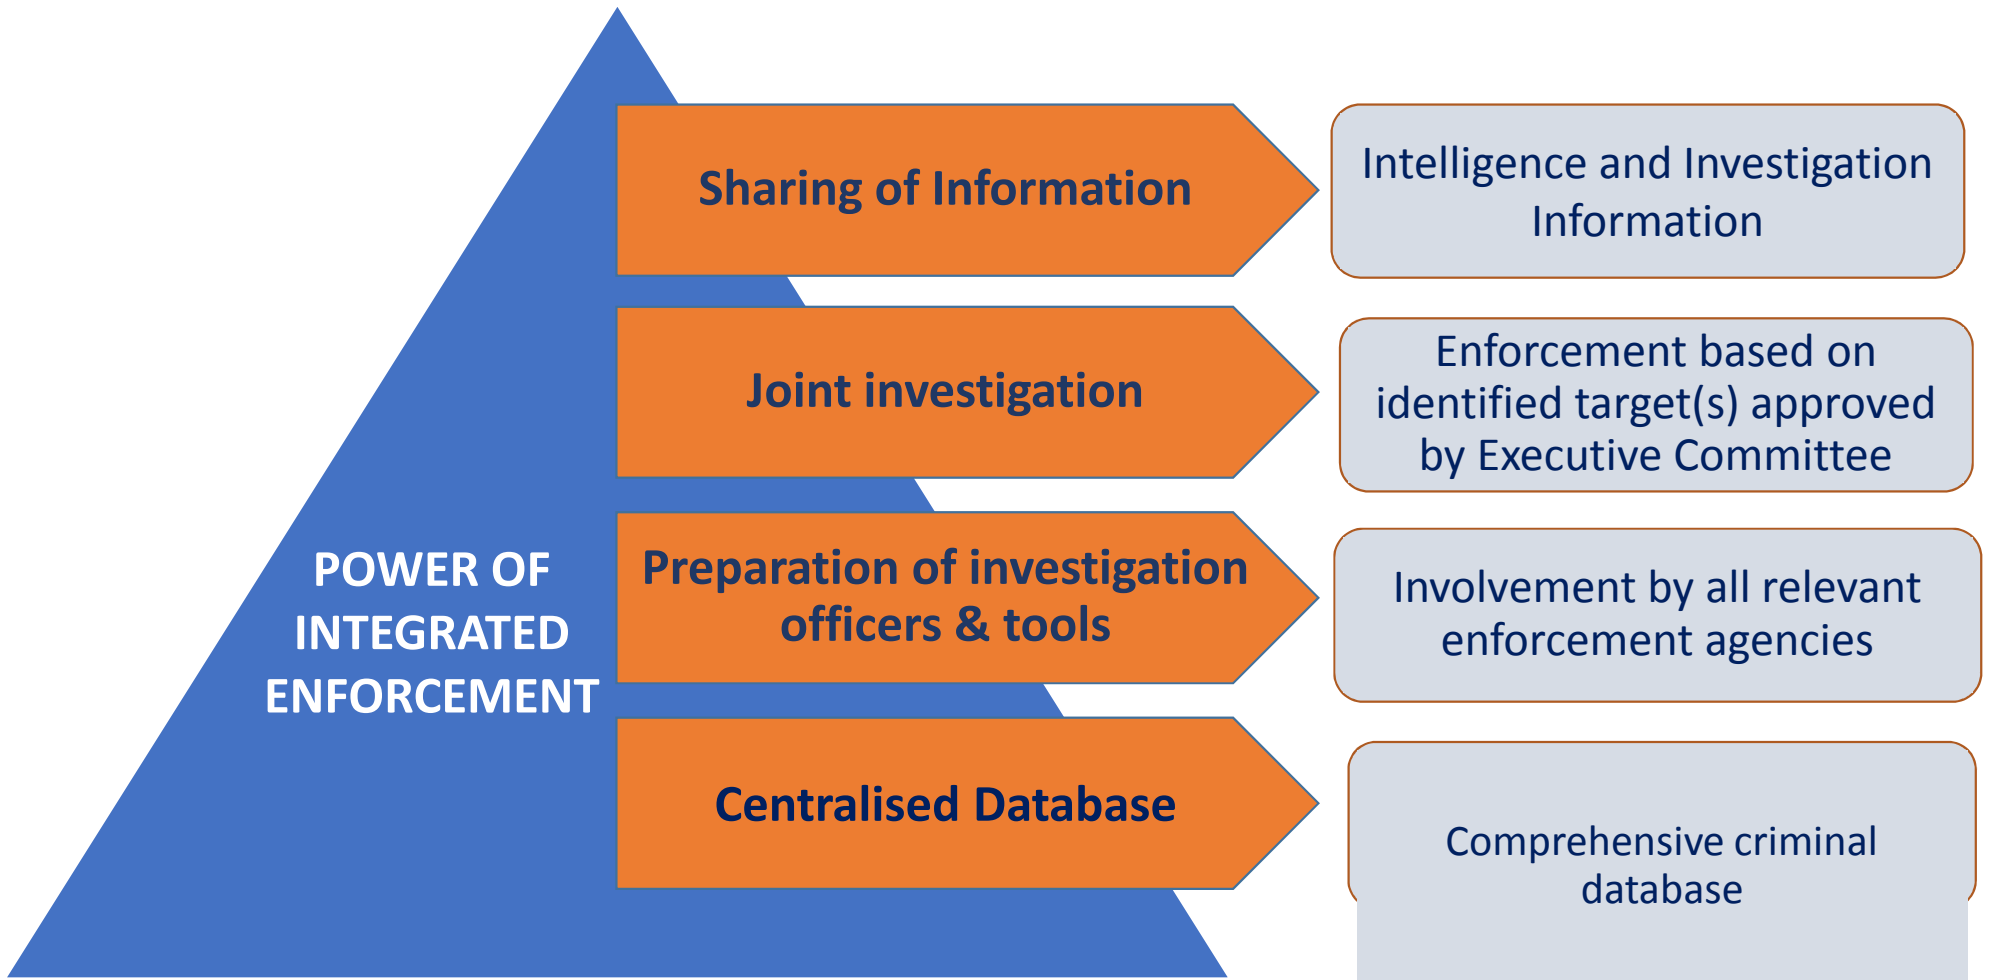 Sharing of Information
Intelligence and Investigation
Information
Joint investigation
Enforcement based on
identified target(s) approved
by Executive Committee
POWER OF
INTEGRATED
ENFORCEMENT
Preparation of investigation
officers & tools
Involvement by all relevant
enforcement agencies
Centralised Database
Comprehensive criminal
database